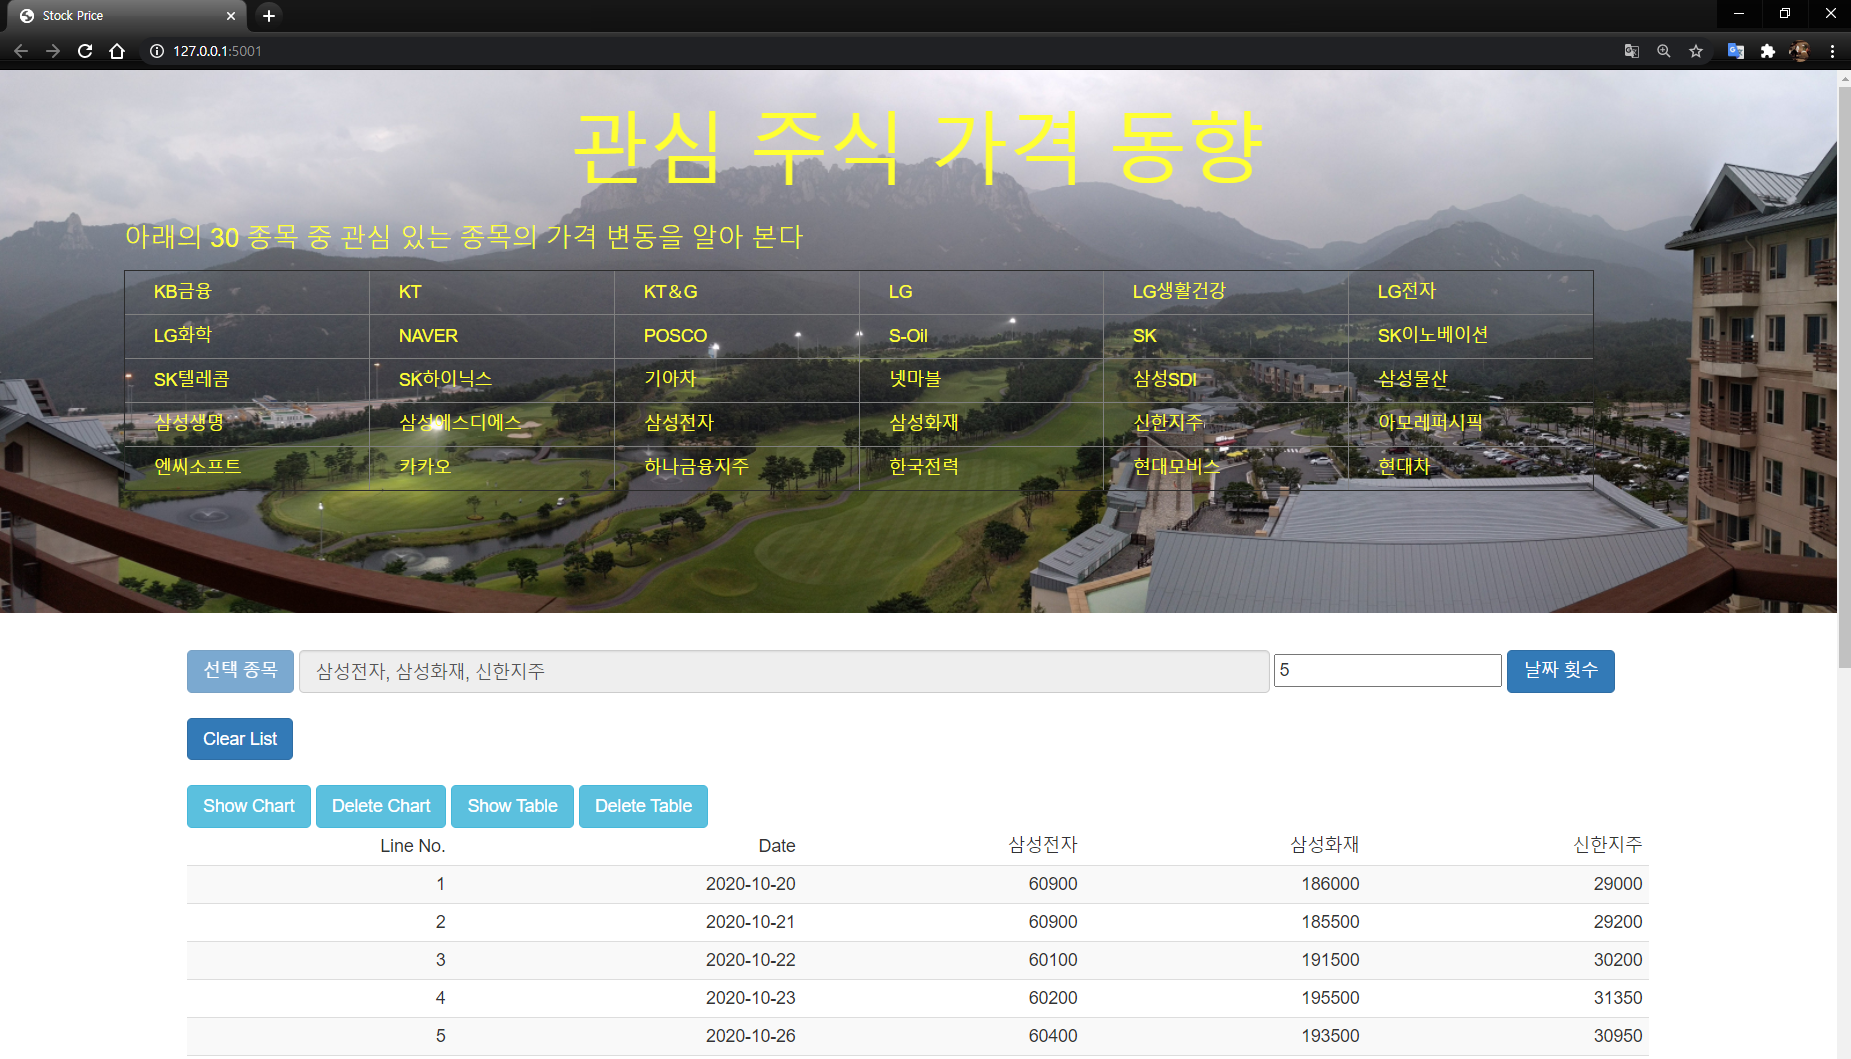 Stock Price
127.0.0.1:5001
관심 주식 가격 동향
아래의 30 종목 중 관심 있는 종목의 가격 변동을 알아 본다
KB금융 KT KT&G LG LG생활건강 LG전자
LG화학 NAVER POSCO S-Oil SK SK이노베이션
SK텔레콤 SK하이닉스 기아차 넷마블 삼성SDI 삼성물산
삼성생명 삼성에스디에스 삼성전자 삼성화재 신한지주 아모레퍼시픽
엔씨소프트 카카오 하나금융지주 한국전력 현대모비스 현대차
선택 종목 삼성전자, 삼성화재, 신한지주 5 날짜 횟수
Clear List
Show Chart Delete Chart Show Table Delete Table
Line No. Date 삼성전자 삼성화재 신한지주
1 2020-10-20 60900 186000 29000
2 2020-10-21 60900 185500 29200
3 2020-10-22 60100 191500 30200
4 2020-10-23 60200 195500 31350
5 2020-10-26 60400 193500 30950